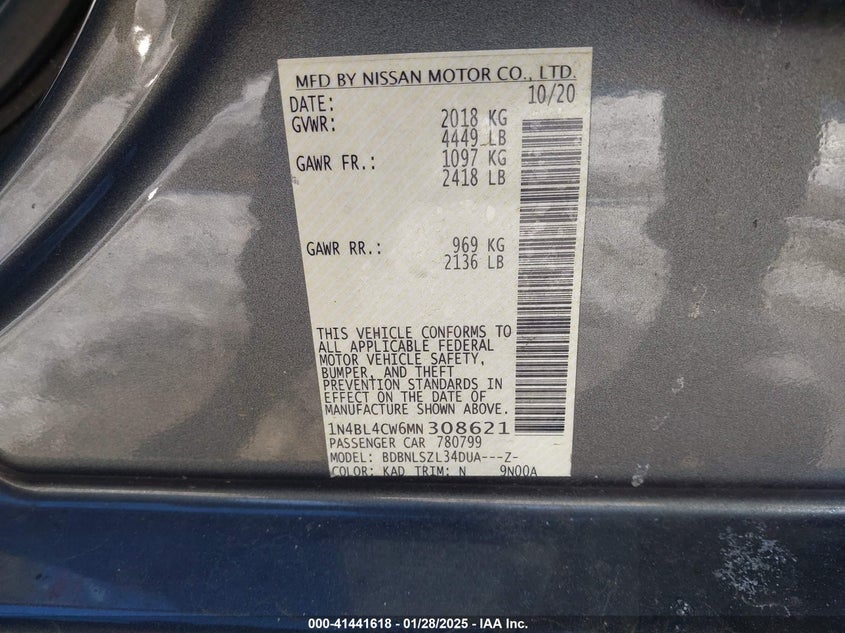 MFD BY NISSAN MOTOR CO., LTD.
DATE: 10/20
GVWR: 2018 KG
4449 LB
GAWR FR.: 1097 KG
2418 LB
GAWR RR.: 969 KG
2136 LB
THIS VEHICLE CONFORMS TO
ALL APPLICABLE FEDERAL
MOTOR VEHICLE SAFETY,
BUMPER, AND THEFT
PREVENTION STANDARDS IN
EFFECT ON THE DATE OF
MANUFACTURE SHOWN ABOVE.
1N4BL4CW6MN308621
PASSENGER CAR 780799
MODEL: BDBNLSZL34DUA---Z-
COLOR: KAD TRIM: N 9N00A
000-41441618 - 01/28/2025 - IAA Inc.